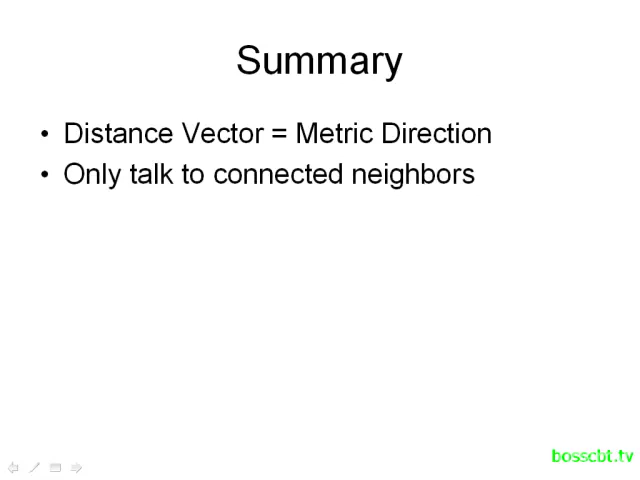 Summary
• Distance Vector = Metric Direction
• Only talk to connected neighbors
bosscbt.tv